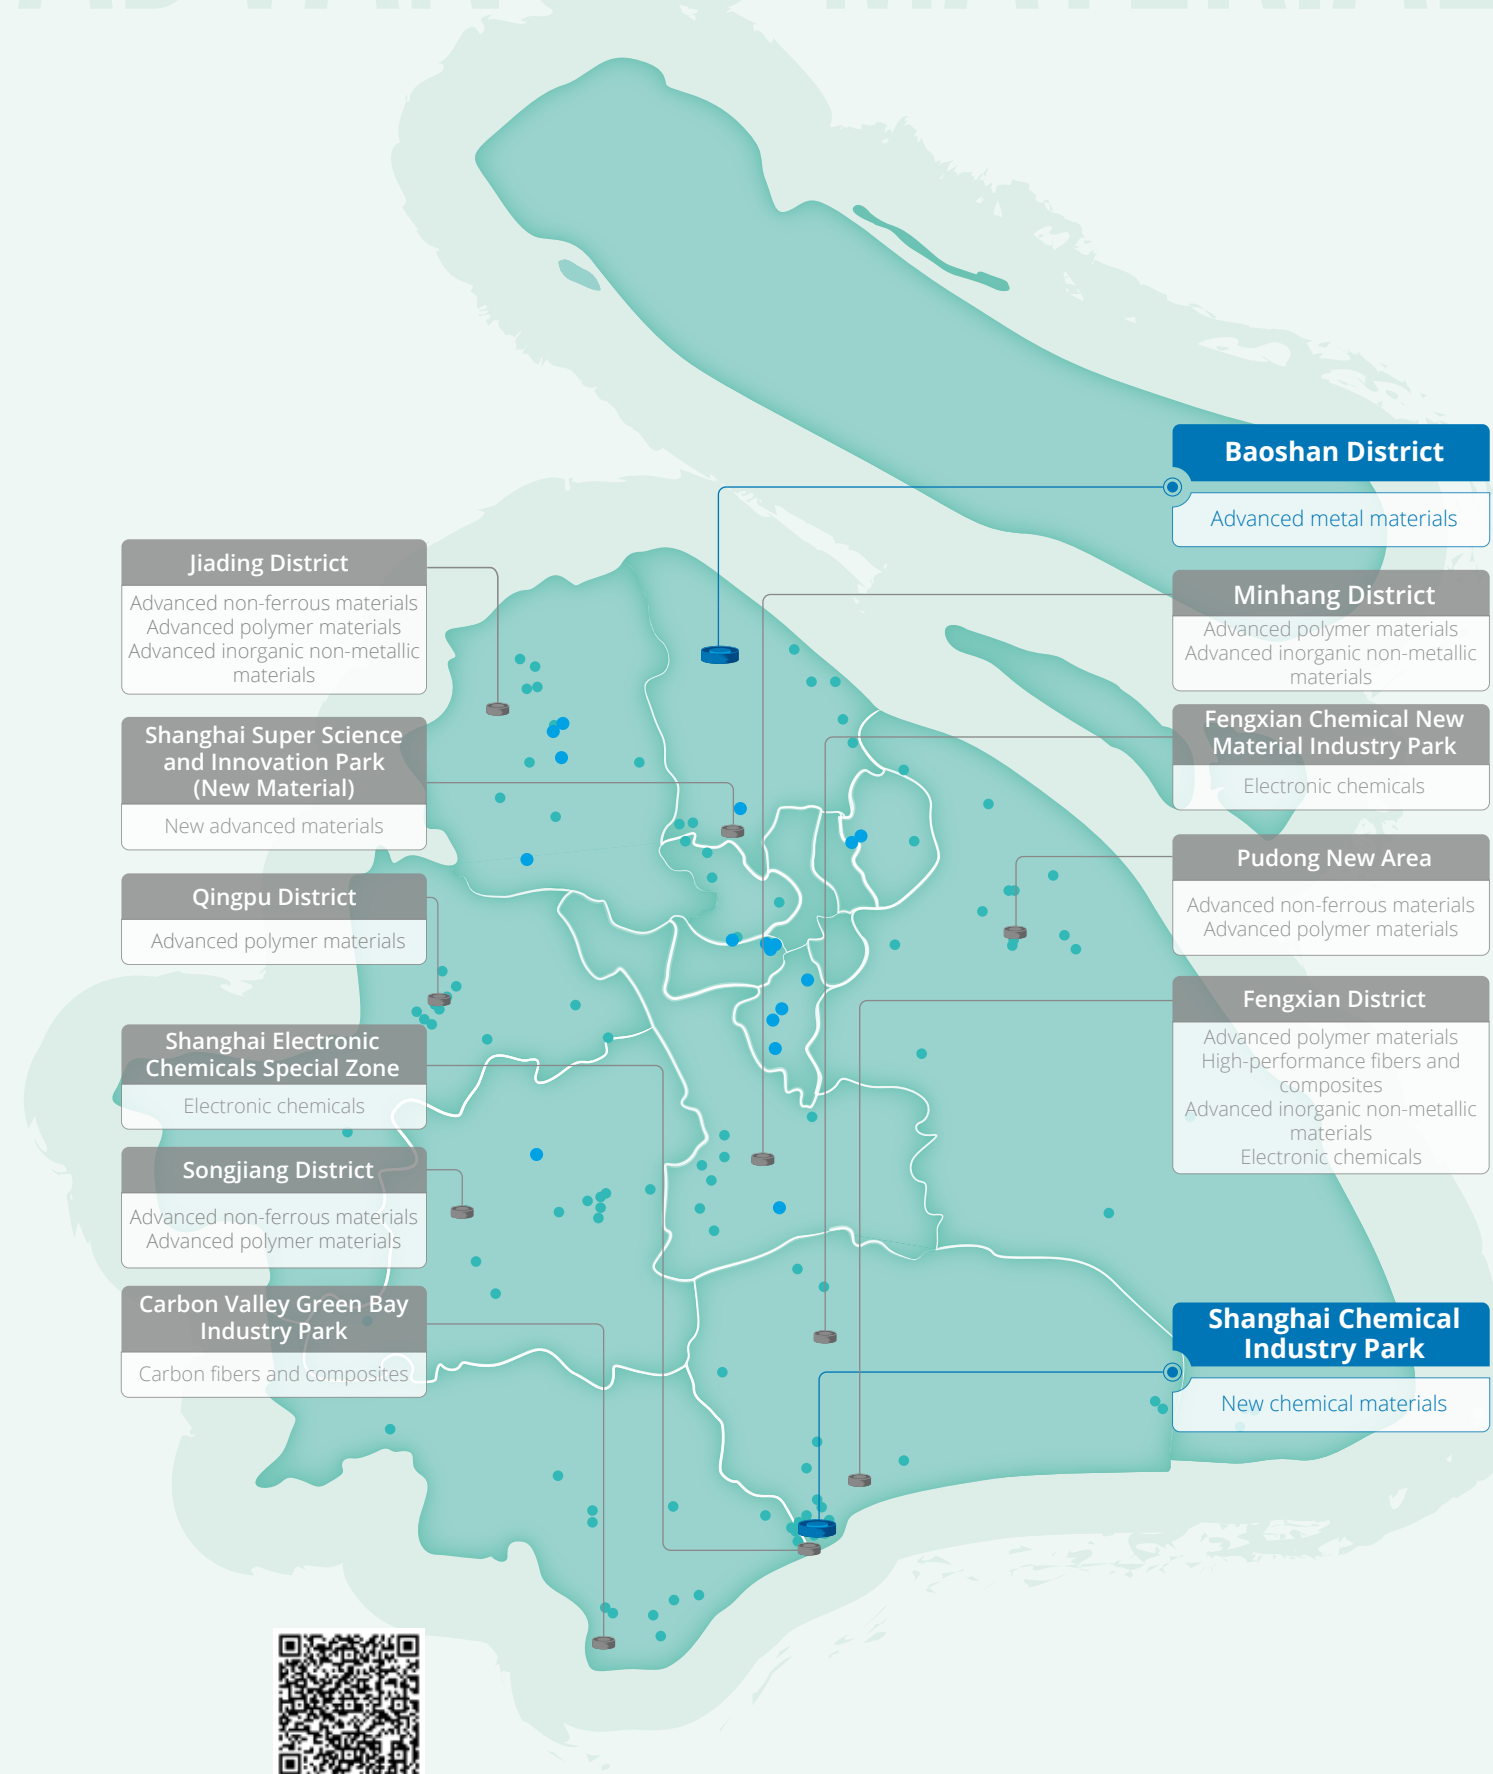 Baoshan District
Advanced metal materials
Jiading District
Advanced non-ferrous materials
Advanced polymer materials
Advanced inorganic non-metallic
materials
Minhang District
Advanced polymer materials
Advanced inorganic non-metallic
materials
Shanghai Super Science
and Innovation Park
(New Material)
New advanced materials
Fengxian Chemical New
Material Industry Park
Electronic chemicals
Qingpu District
Advanced polymer materials
Pudong New Area
Advanced non-ferrous materials
Advanced polymer materials
Shanghai Electronic
Chemicals Special Zone
Electronic chemicals
Fengxian District
Advanced polymer materials
High-performance fibers and
composites
Advanced inorganic non-metallic
materials
Electronic chemicals
Songjiang District
Advanced non-ferrous materials
Advanced polymer materials
Carbon Valley Green Bay
Industry Park
Carbon fibers and composites
Shanghai Chemical
Industry Park
New chemical materials